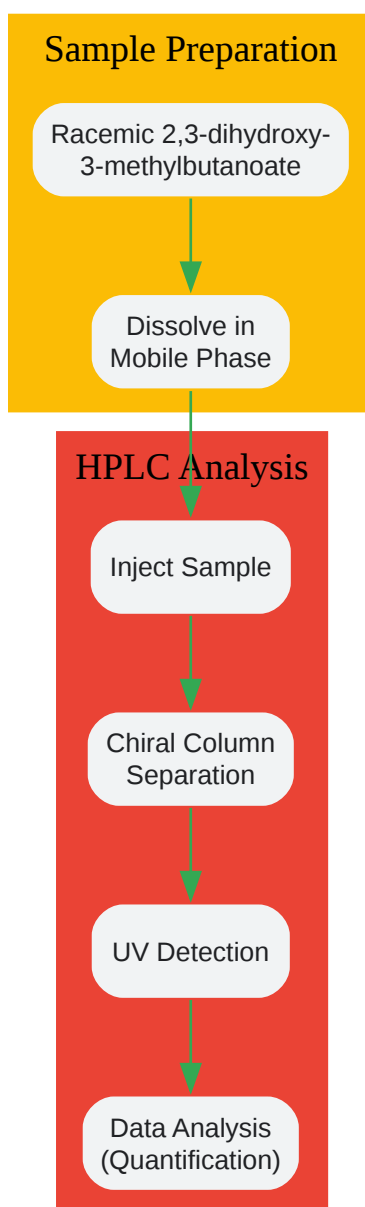 Sample Preparation
Racemic 2,3-dihydroxy-
3-methylbutanoate
Dissolve in
Mobile Phase
HPLC Analysis
Inject Sample
Chiral Column
Separation
UV Detection
Data Analysis
(Quantification)